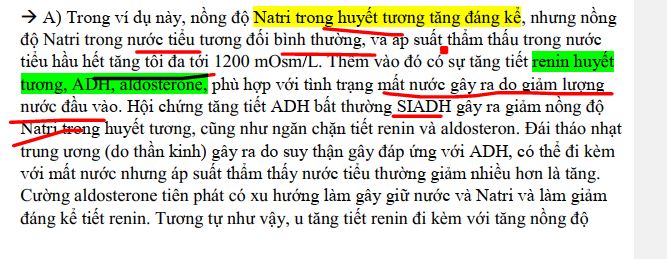 → A) Trong ví dụ này, nồng độ Natri trong huyết tương tăng đáng kể, nhưng nồng
độ Natri trong nước tiểu tương đối bình thường, và áp suất thẩm thấu trong nước
tiểu hầu hết tăng tối đa tới 1200 mOsm/L. Thêm vào đó có sự tăng tiết renin huyết
tương, ADH, aldosterone, phù hợp với tình trạng mất nước gây ra do giảm lượng
nước đầu vào. Hội chứng tăng tiết ADH bất thường SIADH gây ra giảm nồng độ
Natri trong huyết tương, cũng như ngăn chặn tiết renin và aldosteron. Đái tháo nhạt
trung ương (do thần kinh) gây ra do suy thận gây đáp ứng với ADH, có thể đi kèm
với mất nước nhưng áp suất thẩm thấy nước tiểu thường giảm nhiều hơn là tăng.
Cường aldosterone tiên phát có xu hướng làm gây giữ nước và Natri và làm giảm
đáng kể tiết renin. Tương tự như vậy, u tăng tiết renin đi kèm với tăng nồng độ